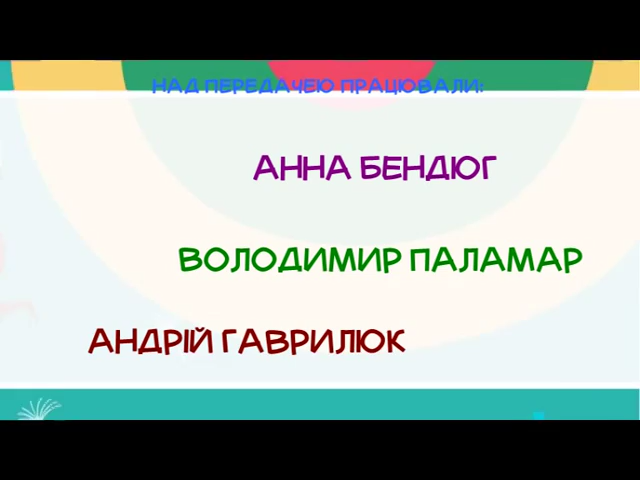 НАД ПЕРЕДАЧЕЮ ПРАЦЮВАЛИ:
АННА БЕНДЮГ
ВОЛОДИМИР ПАЛАМАР
АНДРІЙ ГАВРИЛЮК